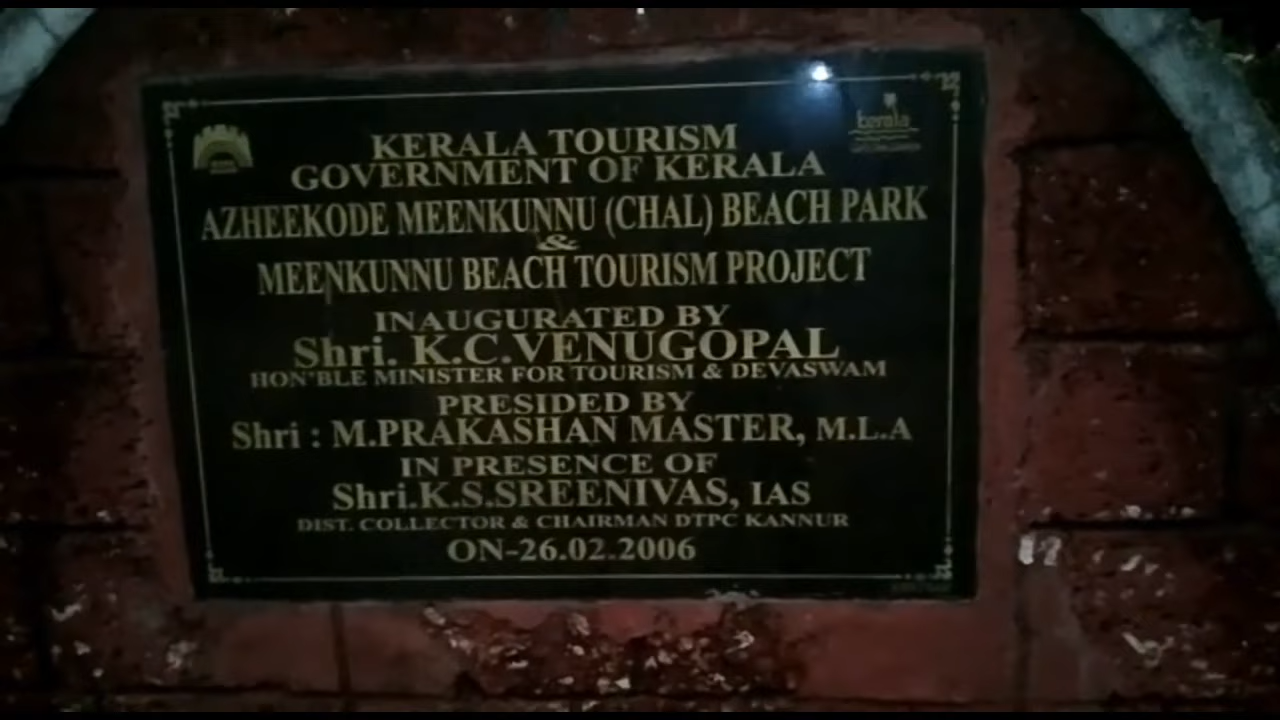 kerala
KERALA TOURISM
GOVERNMENT OF KERALA
AZHEEKODE MEENKUNNU (CHAL) BEACH PARK
&
MEENKUNNU BEACH TOURISM PROJECT
INAUGURATED BY
Shri. K.C.VENUGOPAL
HON'BLE MINISTER FOR TOURISM & DEVASWAM
PRESIDED BY
Shri : M.PRAKASHAN MASTER, M.L.A
IN PRESENCE OF
Shri.K.S.SREENIVAS, IAS
DIST. COLLECTOR & CHAIRMAN DTPC KANNUR
ON-26.02.2006